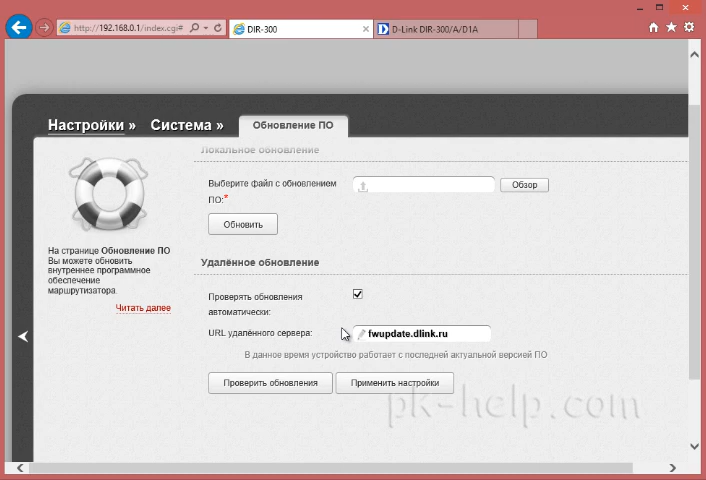 http://192.168.0.1/index.cgi#
DIR-300
D-Link DIR-300/A/D1A
Настройки » Система » Обновление ПО
Локальное обновление
Выберите файл с обновлением
ПО:*
Обзор
Обновить
На странице Обновление ПО
Вы можете обновить
внутреннее программное
обеспечение
маршрутизатора.
Читать далее
Удалённое обновление
Проверять обновления
автоматически:
URL удалённого сервера:
fwupdate.dlink.ru
В данное время устройство работает с последней актуальной версией ПО
Проверить обновления
Применить настройки
pk-help.com